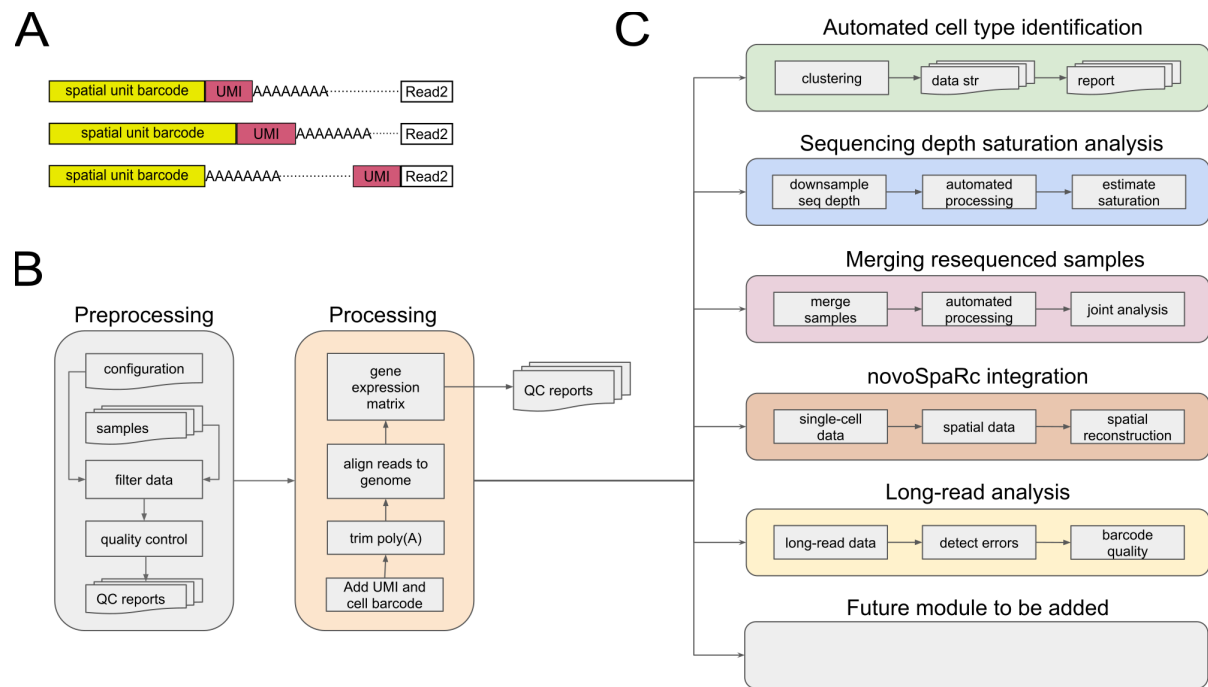 A
spatial unit barcode UMI AAAAAAAA Read2
spatial unit barcode UMI AAAAAAAA Read2
spatial unit barcode AAAAAAAA UMI Read2
B
Preprocessing
configuration
samples
filter data
quality control
QC reports
Processing
gene
expression
matrix
align reads to
genome
trim poly(A)
Add UMI and
cell barcode
QC reports
C
Automated cell type identification
clustering
data str
report
Sequencing depth saturation analysis
downsample
seq depth
automated
processing
estimate
saturation
Merging resequenced samples
merge
samples
automated
processing
joint analysis
novoSpaRc integration
single-cell
data
spatial data
spatial
reconstruction
Long-read analysis
long-read data
detect errors
barcode
quality
Future module to be added